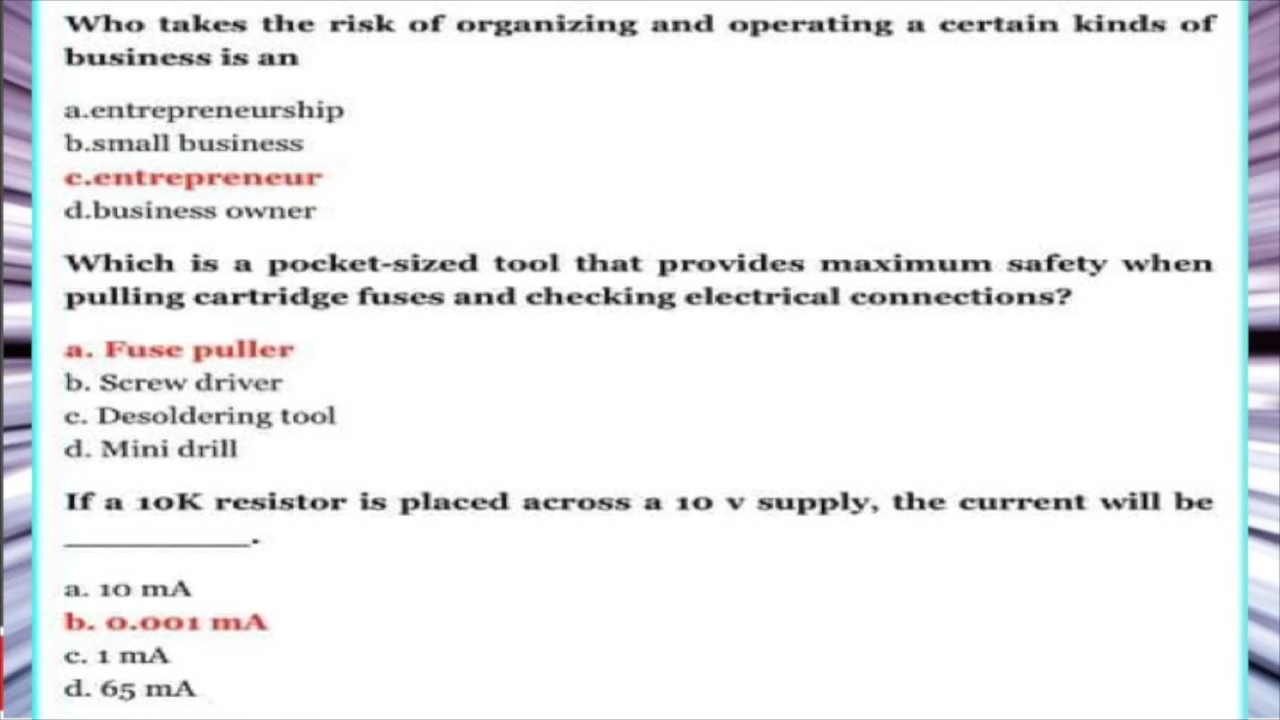 Who takes the risk of organizing and operating a certain kinds of
business is an
a.entrepreneurship
b.small business
c.entrepreneur
d.business owner
Which is a pocket-sized tool that provides maximum safety when
pulling cartridge fuses and checking electrical connections?
a. Fuse puller
b. Screw driver
c. Desoldering tool
d. Mini drill
If a 10K resistor is placed across a 10 v supply, the current will be
____________.
a. 10 mA
b. 0.001 mA
c. 1 mA
d. 65 mA